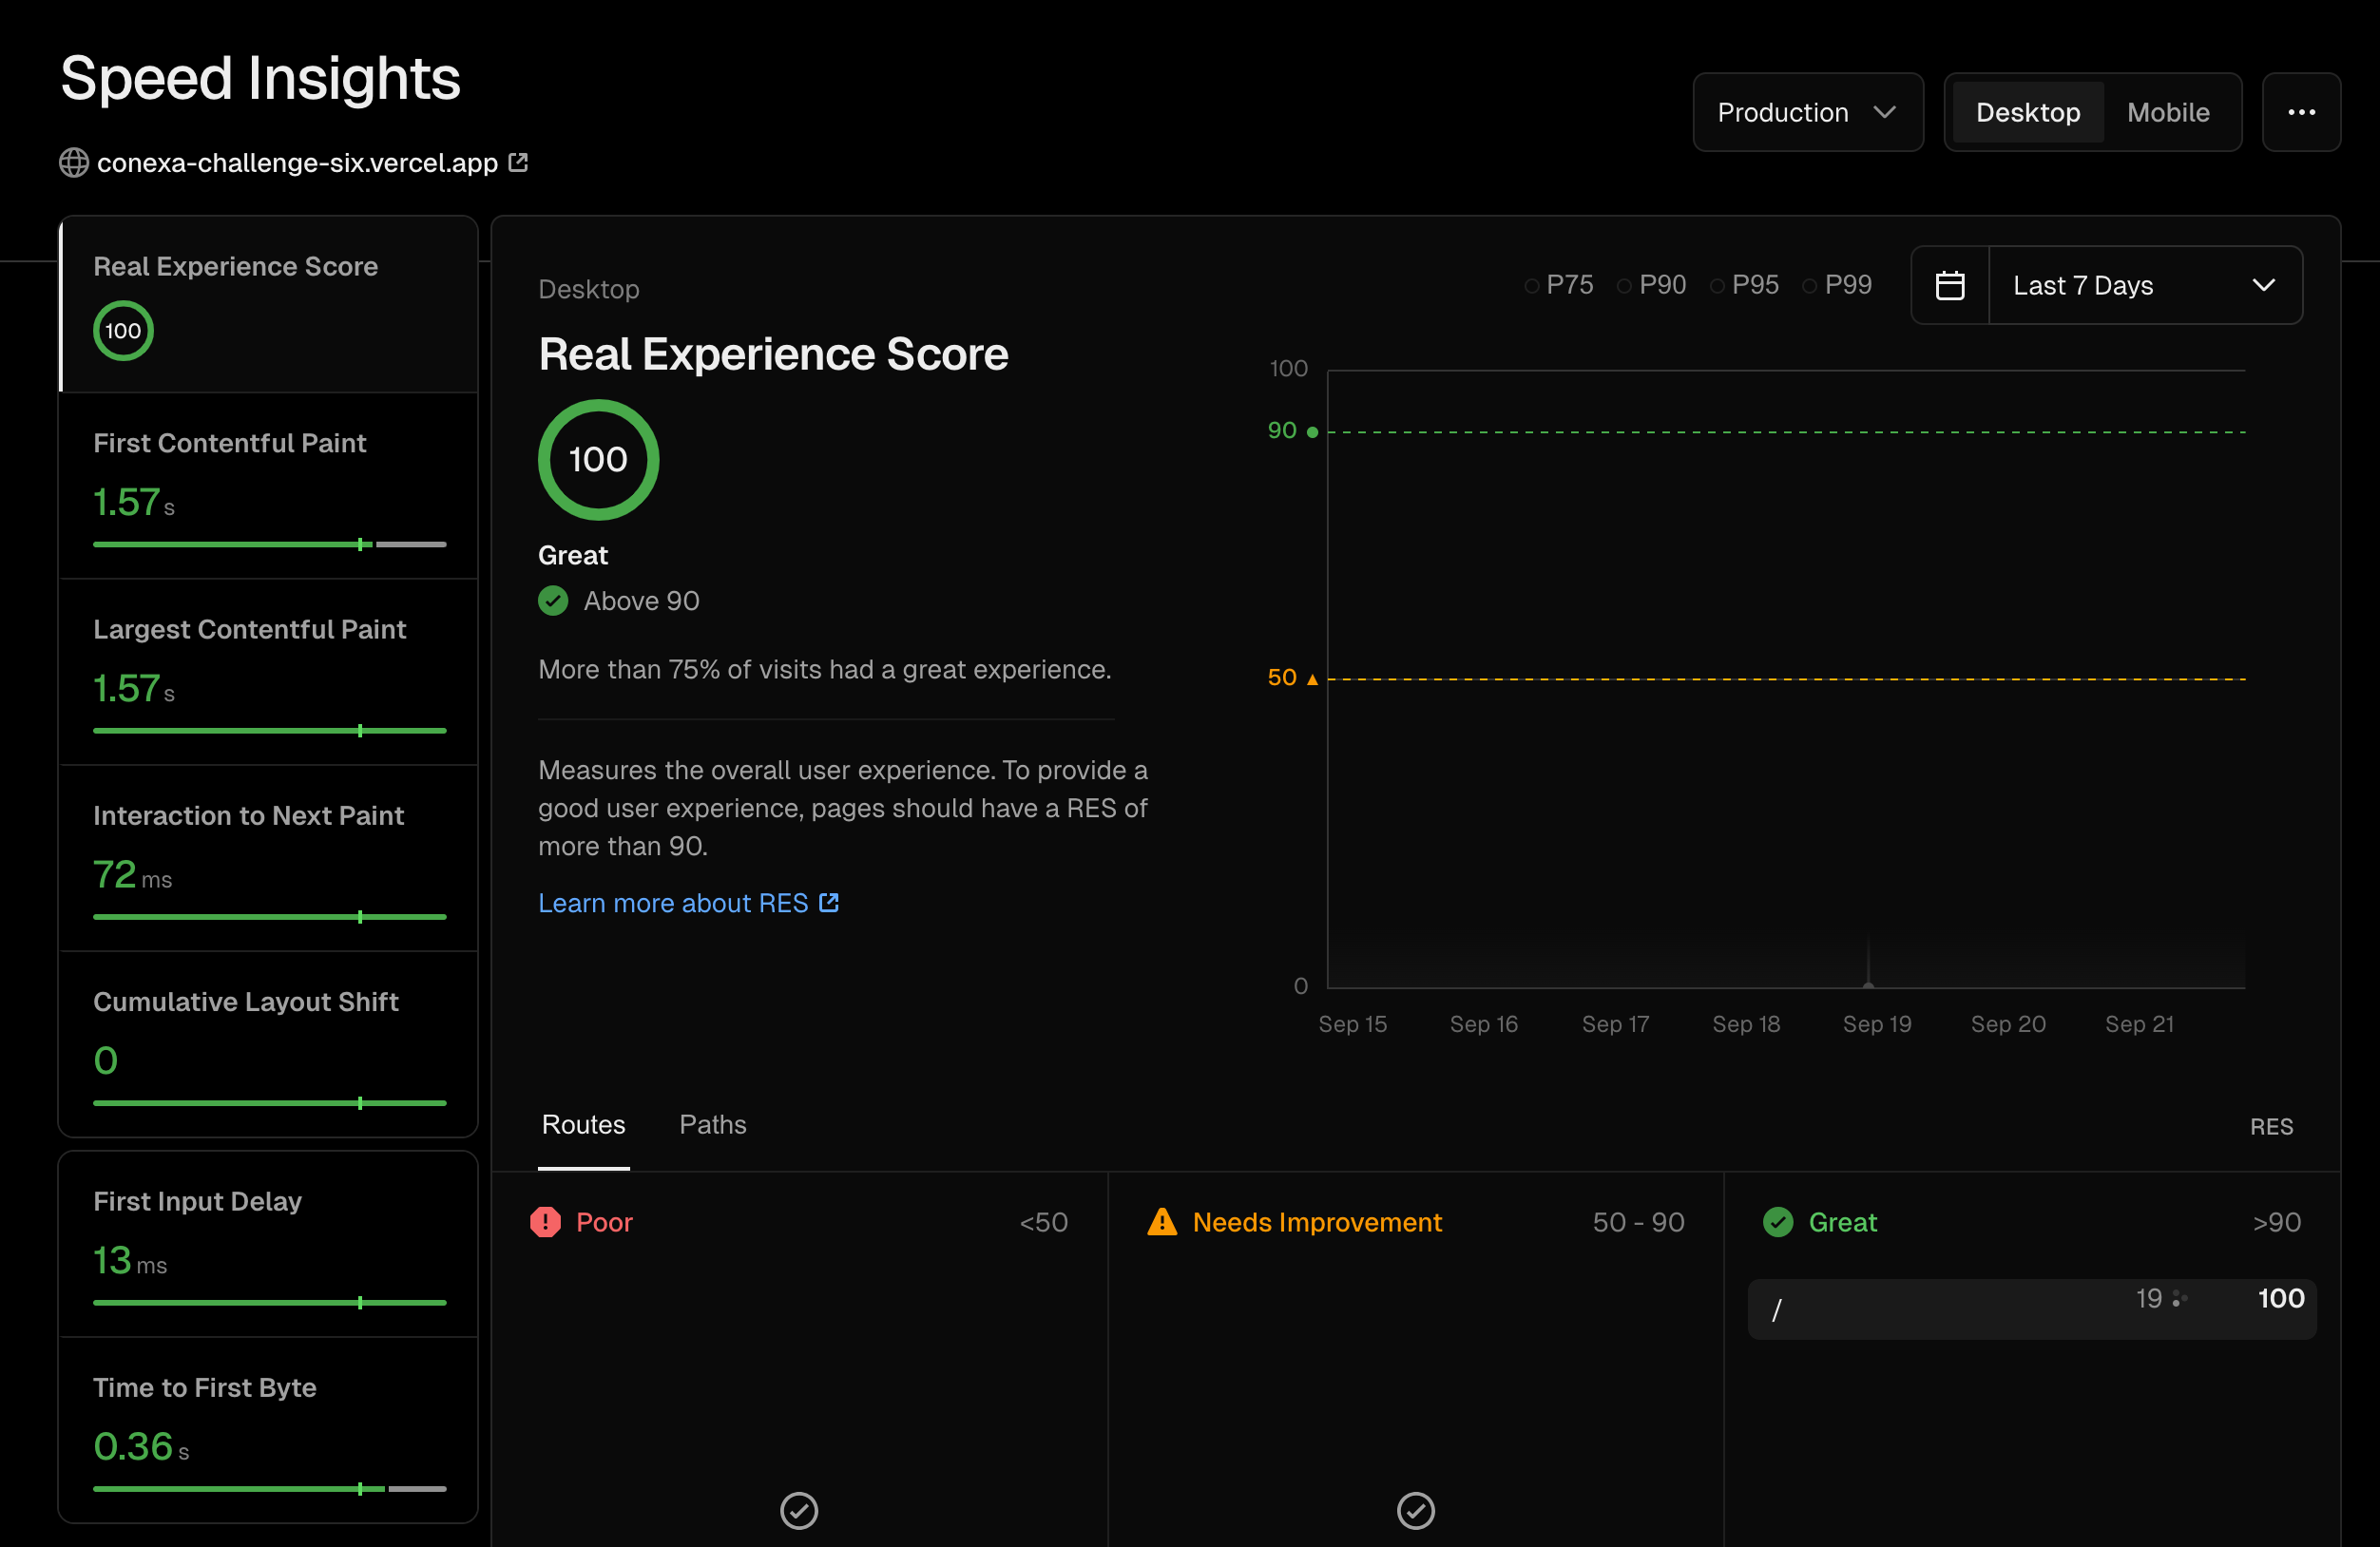 Speed Insights
conexa-challenge-six.vercel.app
Production
Desktop
Mobile
Real Experience Score
100
First Contentful Paint
1.57 s
Largest Contentful Paint
1.57 s
Interaction to Next Paint
72 ms
Cumulative Layout Shift
0
First Input Delay
13 ms
Time to First Byte
0.36 s
Desktop
Real Experience Score
100
Great
Above 90
More than 75% of visits had a great experience.
Measures the overall user experience. To provide a
good user experience, pages should have a RES of
more than 90.
Learn more about RES
P75 P90 P95 P99
Last 7 Days
100
90
50
0
Sep 15 Sep 16 Sep 17 Sep 18 Sep 19 Sep 20 Sep 21
Routes Paths RES
Poor <50
Needs Improvement 50 - 90
Great >90
/ 19 100